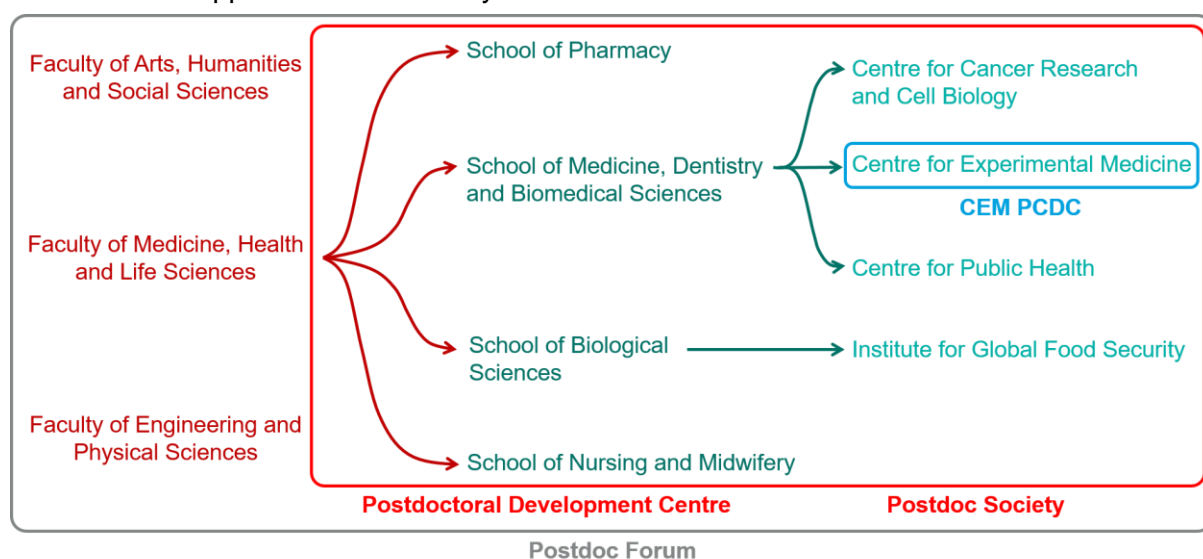 Faculty of Arts, Humanities
and Social Sciences
Faculty of Medicine, Health
and Life Sciences
Faculty of Engineering and
Physical Sciences
School of Pharmacy
School of Medicine, Dentistry
and Biomedical Sciences
School of Biological
Sciences
School of Nursing and Midwifery
Centre for Cancer Research
and Cell Biology
Centre for Experimental Medicine
CEM PCDC
Centre for Public Health
Institute for Global Food Security
Postdoctoral Development Centre
Postdoc Society
Postdoc Forum